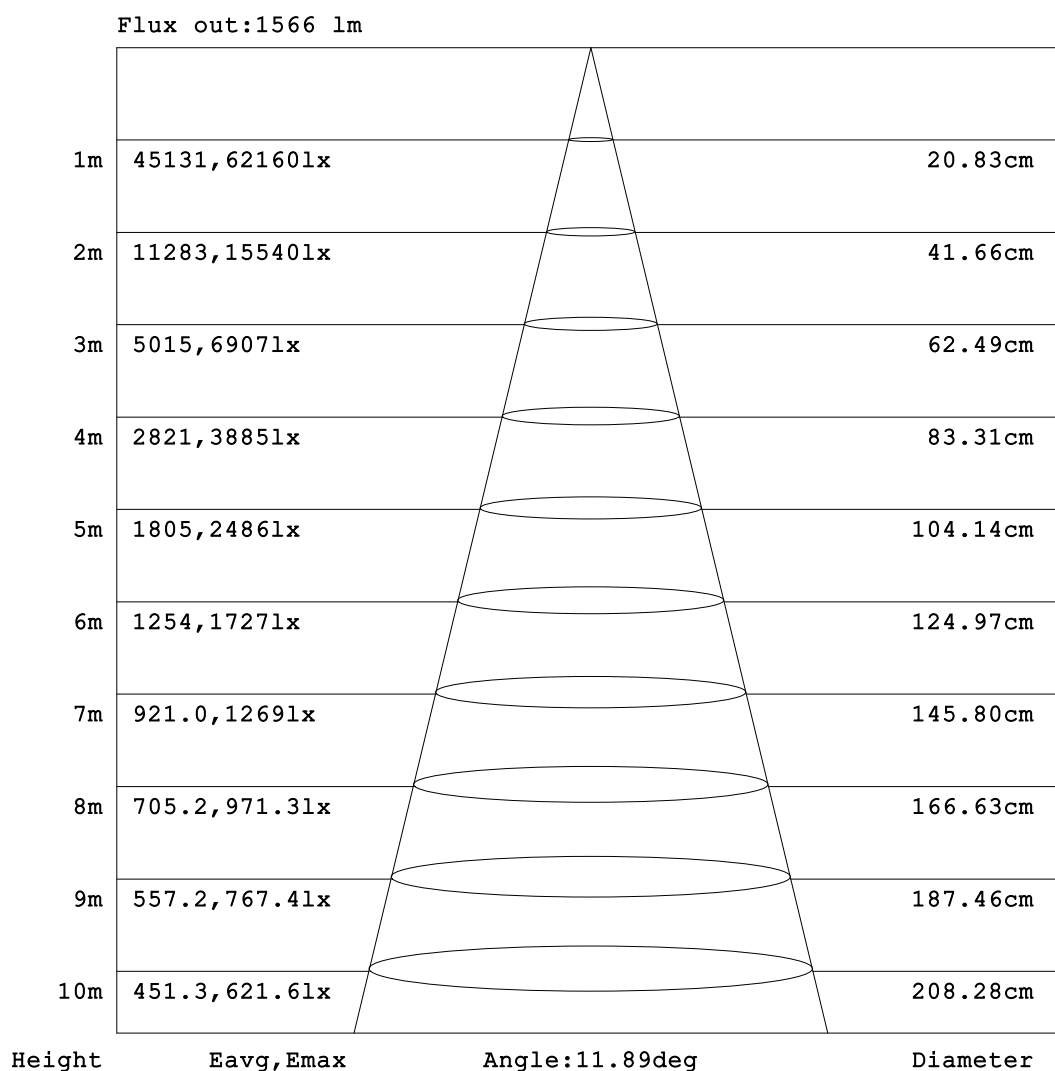 Flux out:1566 lm
1m 45131,62160lx 20.83cm
2m 11283,15540lx 41.66cm
3m 5015,6907lx 62.49cm
4m 2821,3885lx 83.31cm
5m 1805,2486lx 104.14cm
6m 1254,1727lx 124.97cm
7m 921.0,1269lx 145.80cm
8m 705.2,971.3lx 166.63cm
9m 557.2,767.4lx 187.46cm
10m 451.3,621.6lx 208.28cm
Height Eavg,Emax Angle:11.89deg Diameter